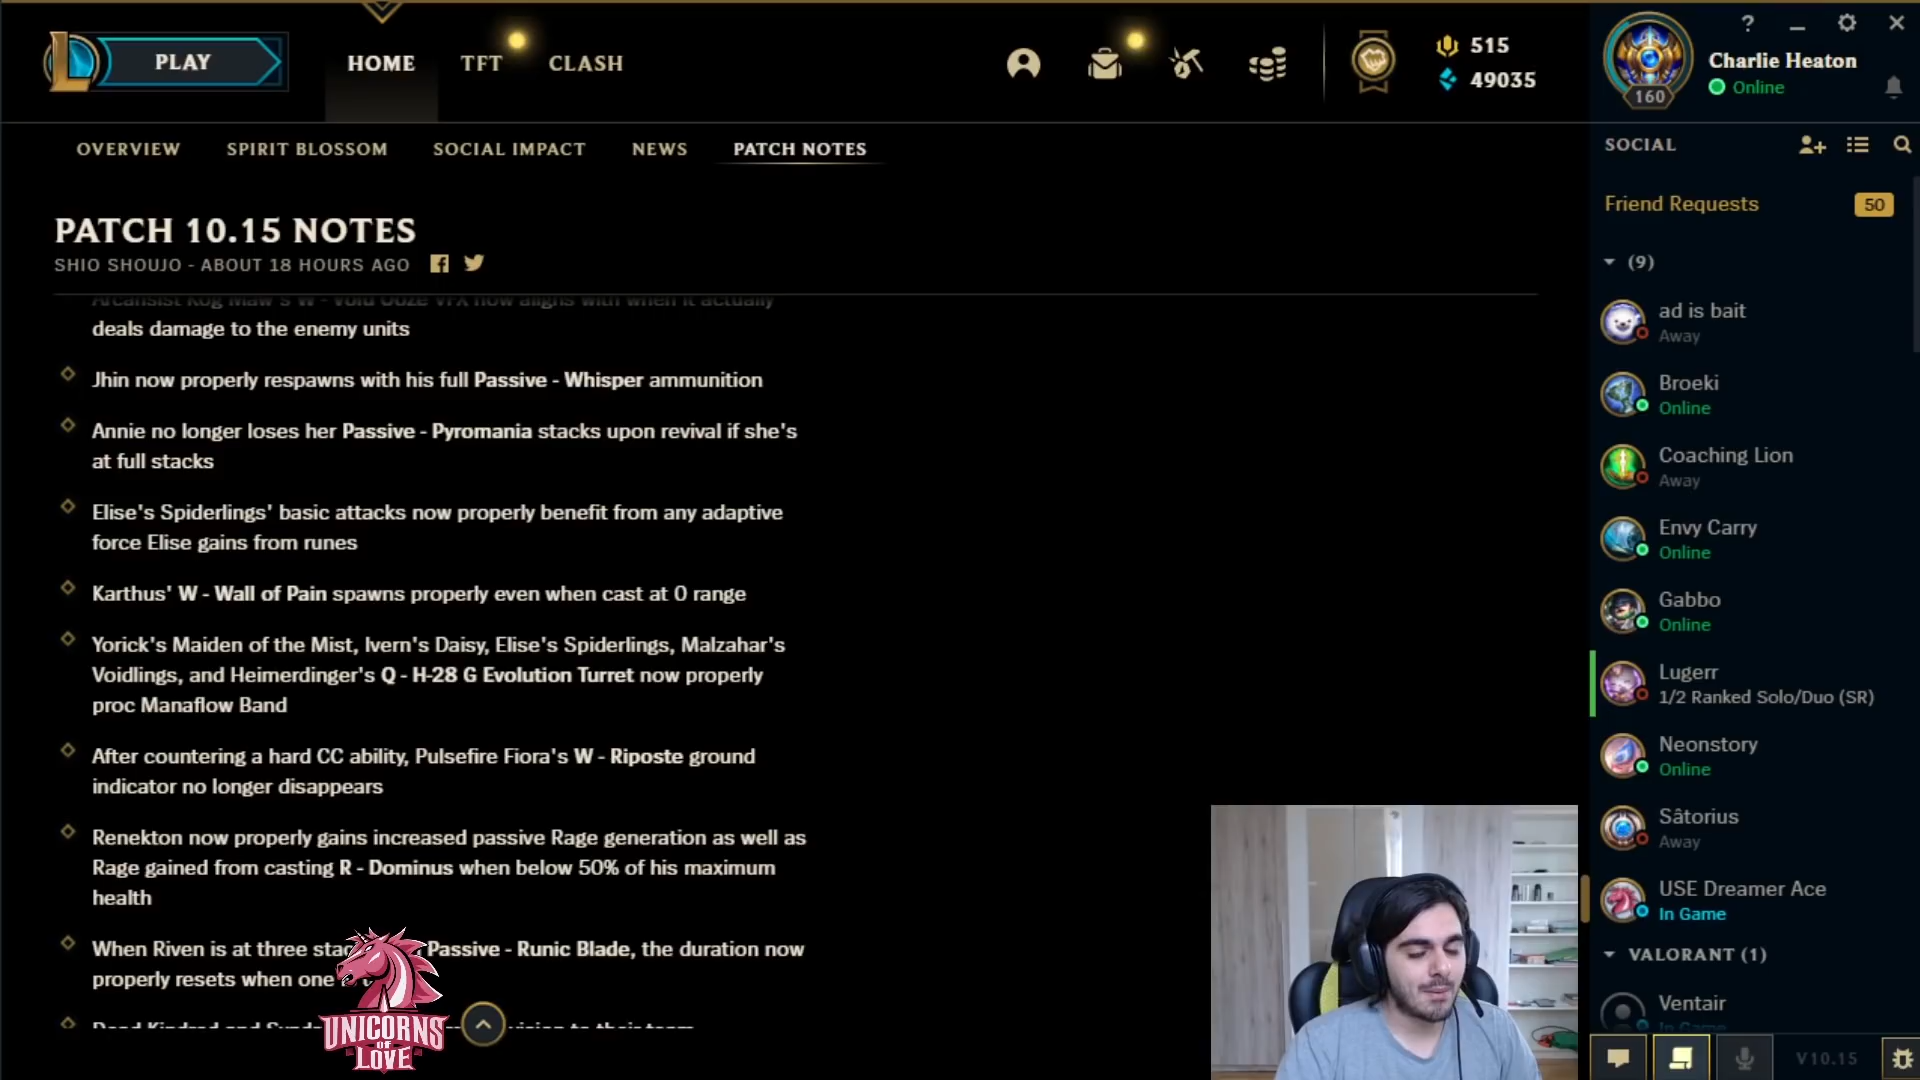 PLAY
HOME
TFT
CLASH
515
49035
160
Charlie Heaton
Online
OVERVIEW
SPIRIT BLOSSOM
SOCIAL IMPACT
NEWS
PATCH NOTES
SOCIAL
PATCH 10.15 NOTES
SHIO SHOUJO - ABOUT 18 HOURS AGO
deals damage to the enemy units
Jhin now properly respawns with his full Passive - Whisper ammunition
Annie no longer loses her Passive - Pyromania stacks upon revival if she's
at full stacks
Elise's Spiderlings' basic attacks now properly benefit from any adaptive
force Elise gains from runes
Karthus' W - Wall of Pain spawns properly even when cast at 0 range
Yorick's Maiden of the Mist, Ivern's Daisy, Elise's Spiderlings, Malzahar's
Voidlings, and Heimerdinger's Q - H-28 G Evolution Turret now properly
proc Manaflow Band
After countering a hard CC ability, Pulsefire Fiora's W - Riposte ground
indicator no longer disappears
Renekton now properly gains increased passive Rage generation as well as
Rage gained from casting R - Dominus when below 50% of his maximum
health
When Riven is at three Passive - Runic Blade, the duration now
properly resets when one
UNICORNS
OF
LOVE
Friend Requests
50
(9)
ad is bait
Away
Broeki
Online
Coaching Lion
Away
Envy Carry
Online
Gabbo
Online
Lugerr
1/2 Ranked Solo/Duo (SR)
Neonstory
Online
Sâtorius
Away
USE Dreamer Ace
In Game
VALORANT (1)
Ventair
In Game
V10.15